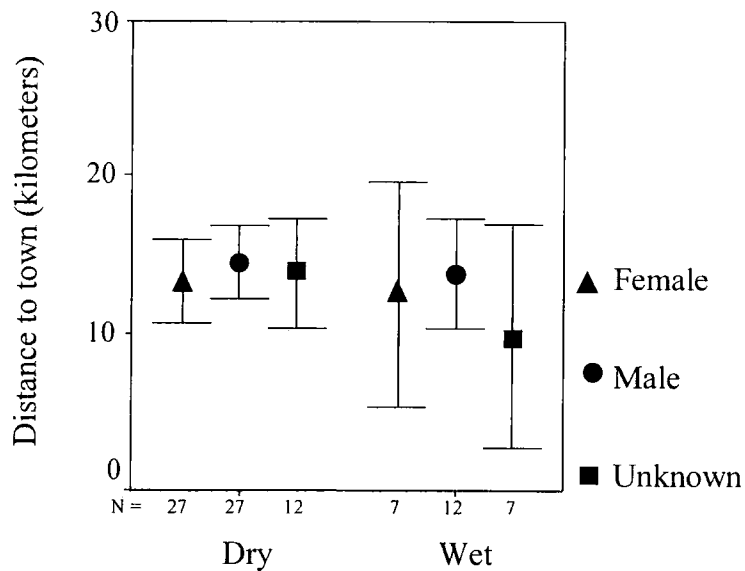 Distance to town (kilometers)
30
20
10
0
N = 27 27 12 7 12 7
Dry Wet
Female
Male
Unknown